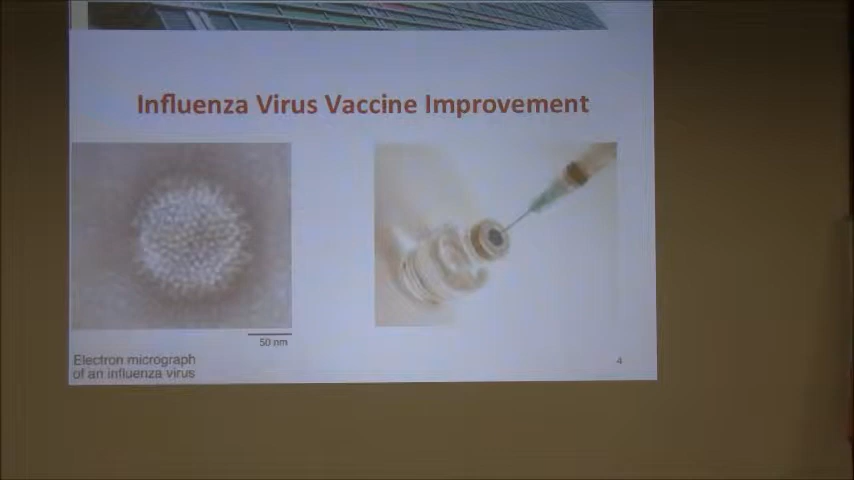 Influenza Virus Vaccine Improvement
50 nm
Electron micrograph
of an influenza virus
4